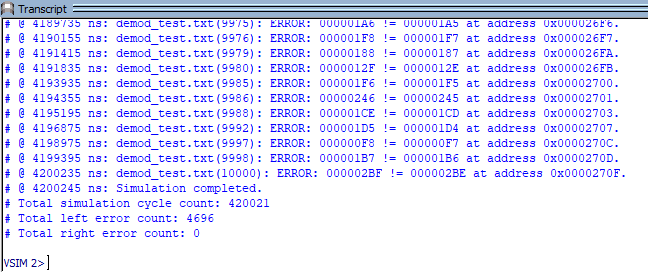 Transcript
# @ 4189735 ns: demod_test.txt(9975): ERROR: 000001A6 != 000001A5 at address 0x000026F6.
# @ 4190155 ns: demod_test.txt(9976): ERROR: 000001F8 != 000001F7 at address 0x000026F7.
# @ 4191415 ns: demod_test.txt(9979): ERROR: 00000188 != 00000187 at address 0x000026FA.
# @ 4191835 ns: demod_test.txt(9980): ERROR: 0000012F != 0000012E at address 0x000026FB.
# @ 4193935 ns: demod_test.txt(9985): ERROR: 000001F6 != 000001F5 at address 0x00002700.
# @ 4194355 ns: demod_test.txt(9986): ERROR: 00000246 != 00000245 at address 0x00002701.
# @ 4195195 ns: demod_test.txt(9988): ERROR: 000001CE != 000001CD at address 0x00002703.
# @ 4196875 ns: demod_test.txt(9992): ERROR: 000001D5 != 000001D4 at address 0x00002707.
# @ 4198975 ns: demod_test.txt(9997): ERROR: 000000F8 != 000000F7 at address 0x0000270C.
# @ 4199395 ns: demod_test.txt(9998): ERROR: 000001B7 != 000001B6 at address 0x0000270D.
# @ 4200235 ns: demod_test.txt(10000): ERROR: 000002BF != 000002BE at address 0x0000270F.
# @ 4200245 ns: Simulation completed.
# Total simulation cycle count: 420021
# Total left error count: 4696
# Total right error count: 0
VSIM 2>